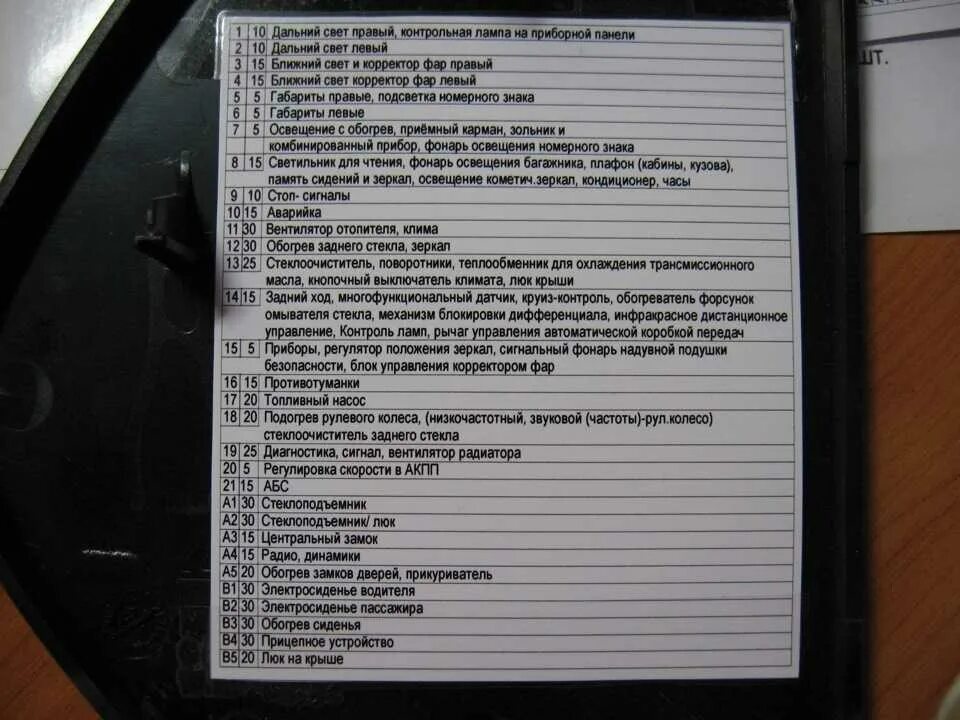 1 10 Дальний свет правый, контрольная лампа на приборной панели
2 10 Дальний свет левый
3 15 Ближний свет и корректор фар правый
4 15 Ближний свет корректор фар левый
5 5 Габариты правые, подсветка номерного знака
6 5 Габариты левые
7 5 Освещение с обогрев, приёмный карман, зольник и
комбинированный прибор, фонарь освещения номерного знака
8 15 Светильник для чтения, фонарь освещения багажника, плафон (кабины, кузова),
память сидений и зеркал, освещение кометич.зеркал, кондиционер, часы
9 10 Стоп- сигналы
10 15 Аварийка
11 30 Вентилятор отопителя, клима
12 30 Обогрев заднего стекла, зеркал
13 25 Стеклоочиститель, поворотники, теплообменник для охлаждения трансмиссионного
масла, кнопочный выключатель климата, люк крыши
14 15 Задний ход, многофункциональный датчик, круиз-контроль, обогреватель форсунок
омывателя стекла, механизм блокировки дифференциала, инфракрасное дистанционное
управление, Контроль ламп, рычаг управления автоматической коробкой передач
15 5 Приборы, регулятор положения зеркал, сигнальный фонарь надувной подушки
безопасности, блок управления корректором фар
16 15 Противотуманки
17 20 Топливный насос
18 20 Подогрев рулевого колеса, (низкочастотный, звуковой (частоты)-рул.колесо)
стеклоочиститель заднего стекла
19 25 Диагностика, сигнал, вентилятор радиатора
20 5 Регулировка скорости в АКПП
21 15 АБС
A1 30 Стеклоподъемник
A2 30 Стеклоподъемник/ люк
A3 15 Центральный замок
A4 15 Радио, динамики
A5 20 Обогрев замков дверей, прикуриватель
B1 30 Электросиденье водителя
B2 30 Электросиденье пассажира
B3 30 Обогрев сиденья
B4 30 Прицепное устройство
B5 20 Люк на крыше
шт.